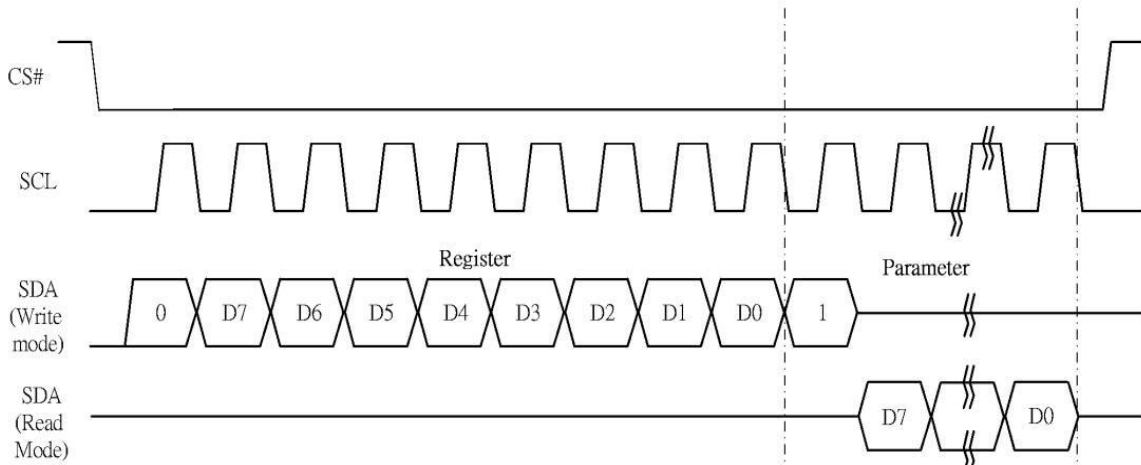 CS#
SCL
Register
Parameter
SDA
(Write
mode)
0 D7 D6 D5 D4 D3 D2 D1 D0 1
SDA
(Read
Mode)
D7 D0